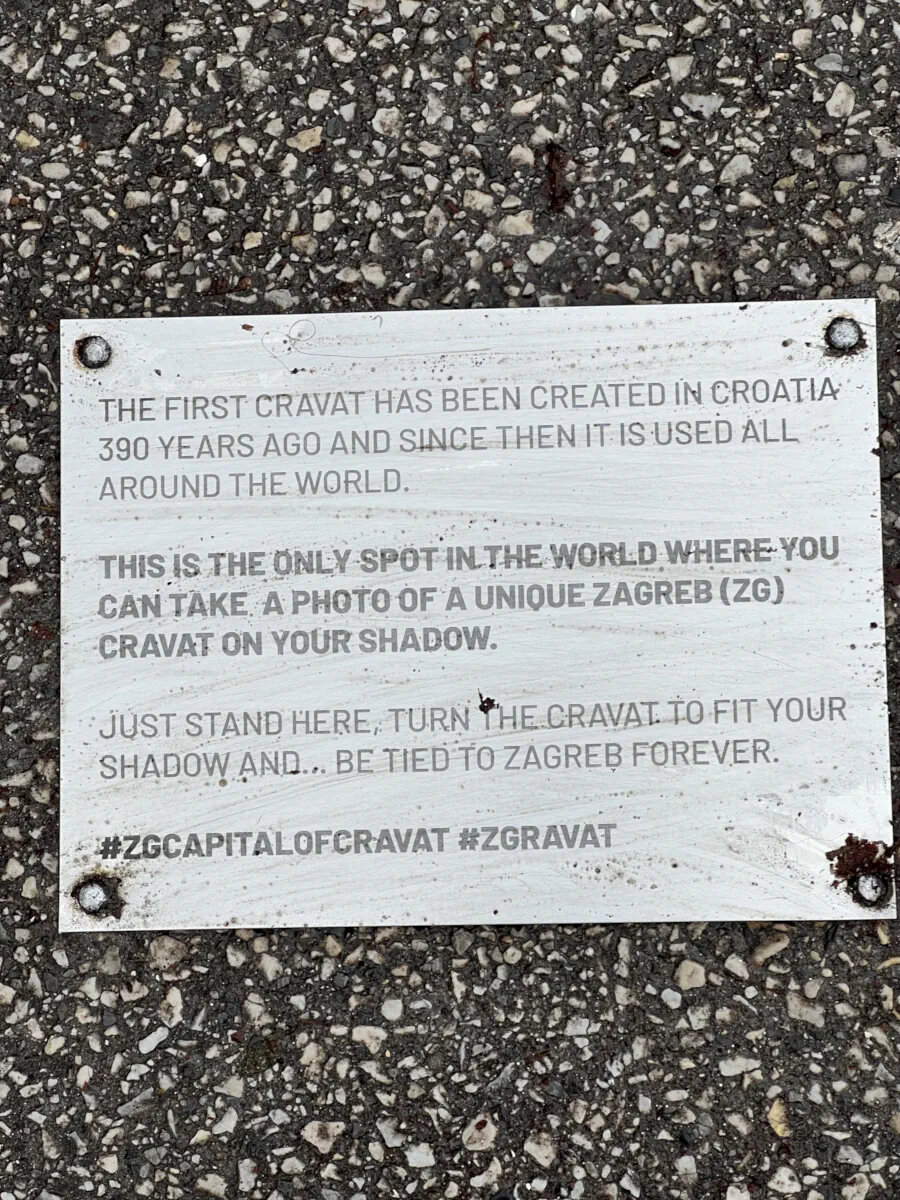 THE FIRST CRAVAT HAS BEEN CREATED IN CROATIA
390 YEARS AGO AND SINCE THEN IT IS USED ALL
AROUND THE WORLD.
THIS IS THE ONLY SPOT IN THE WORLD WHERE YOU
CAN TAKE A PHOTO OF A UNIQUE ZAGREB (ZG)
CRAVAT ON YOUR SHADOW.
JUST STAND HERE, TURN THE CRAVAT TO FIT YOUR
SHADOW AND... BE TIED TO ZAGREB FOREVER.
#ZGCAPITALOFCRAVAT #ZGRAVAT